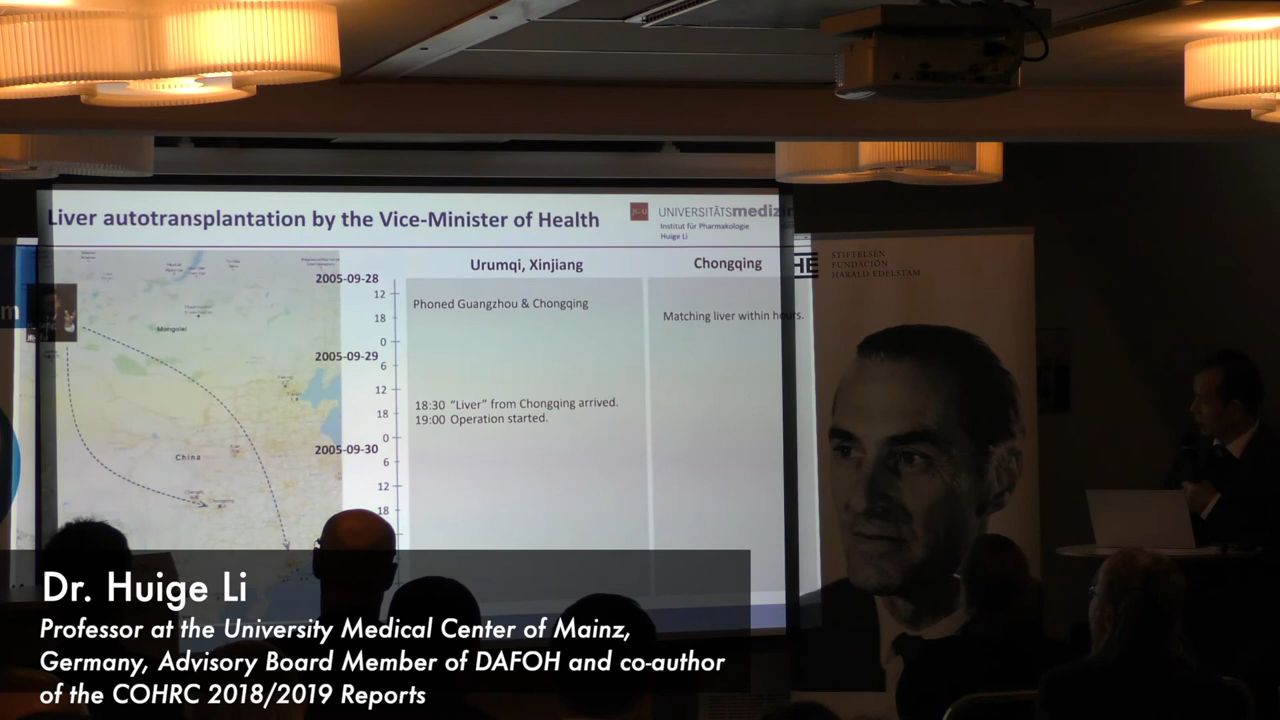 Liver autotransplantation by the Vice-Minister of Health
UNIVERSITÄTSmedizin
Institut für Pharmakologie
Huige Li
HE
STIFTELSEN
FUNDACIÓN
HARALD EDELSTAM
m
Urumqi, Xinjiang
Chongqing
2005-09-28
12
Phoned Guangzhou & Chongqing
18
Matching liver within hours.
0
Mongolei
2005-09-29
6
12
18:30 "Liver" from Chongqing arrived.
18
19:00 Operation started.
0
2005-09-30
China
6
12
18
Dr. Huige Li
Professor at the University Medical Center of Mainz,
Germany, Advisory Board Member of DAFOH and co-author
of the COHRC 2018/2019 Reports